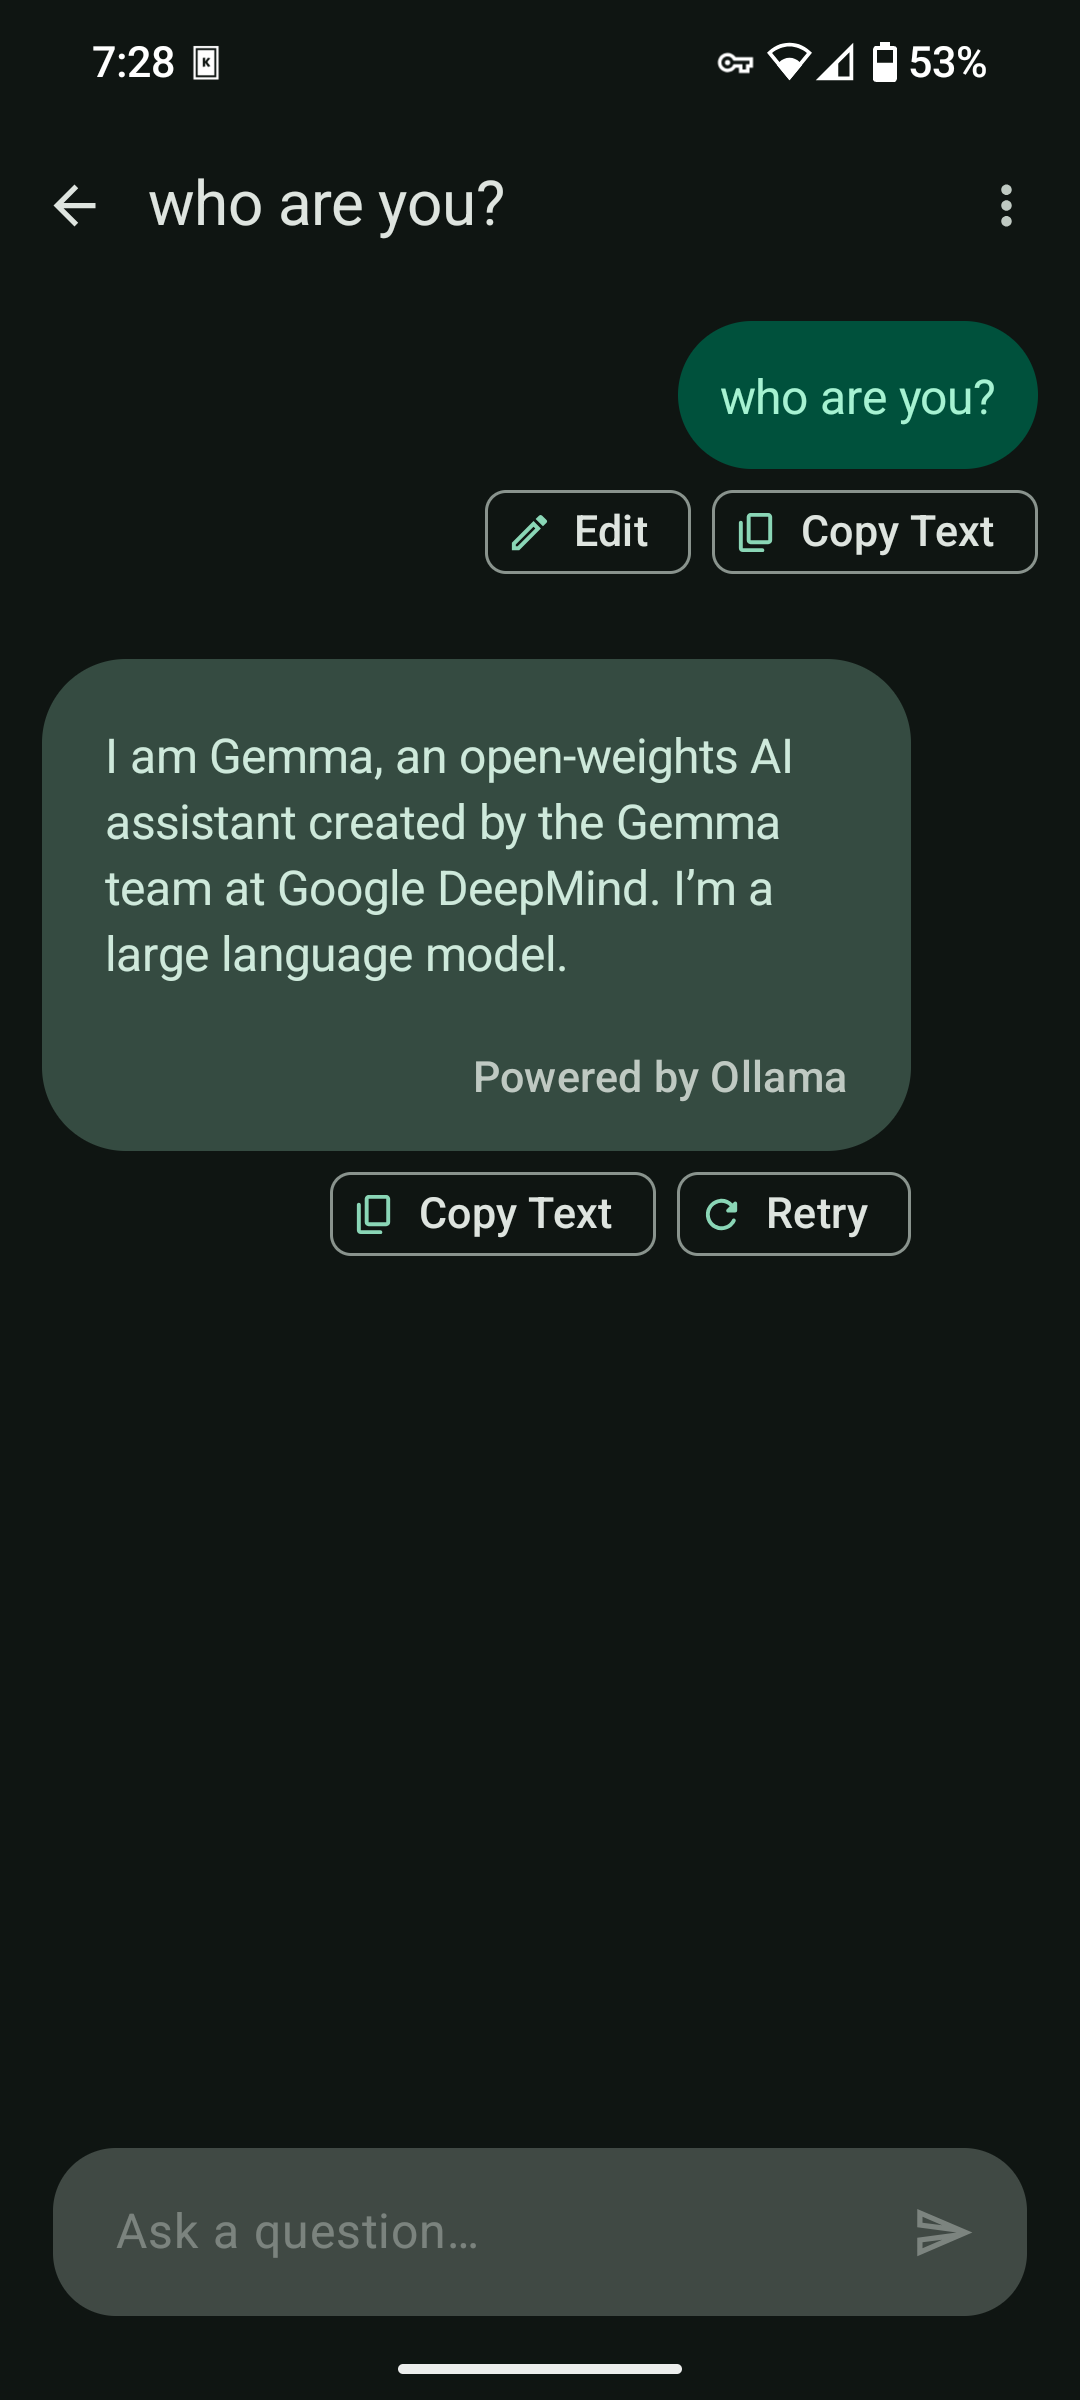 7:28
K
53%
who are you?
who are you?
Edit
Copy Text
I am Gemma, an open-weights AI
assistant created by the Gemma
team at Google DeepMind. I’m a
large language model.
Powered by Ollama
Copy Text
Retry
Ask a question…